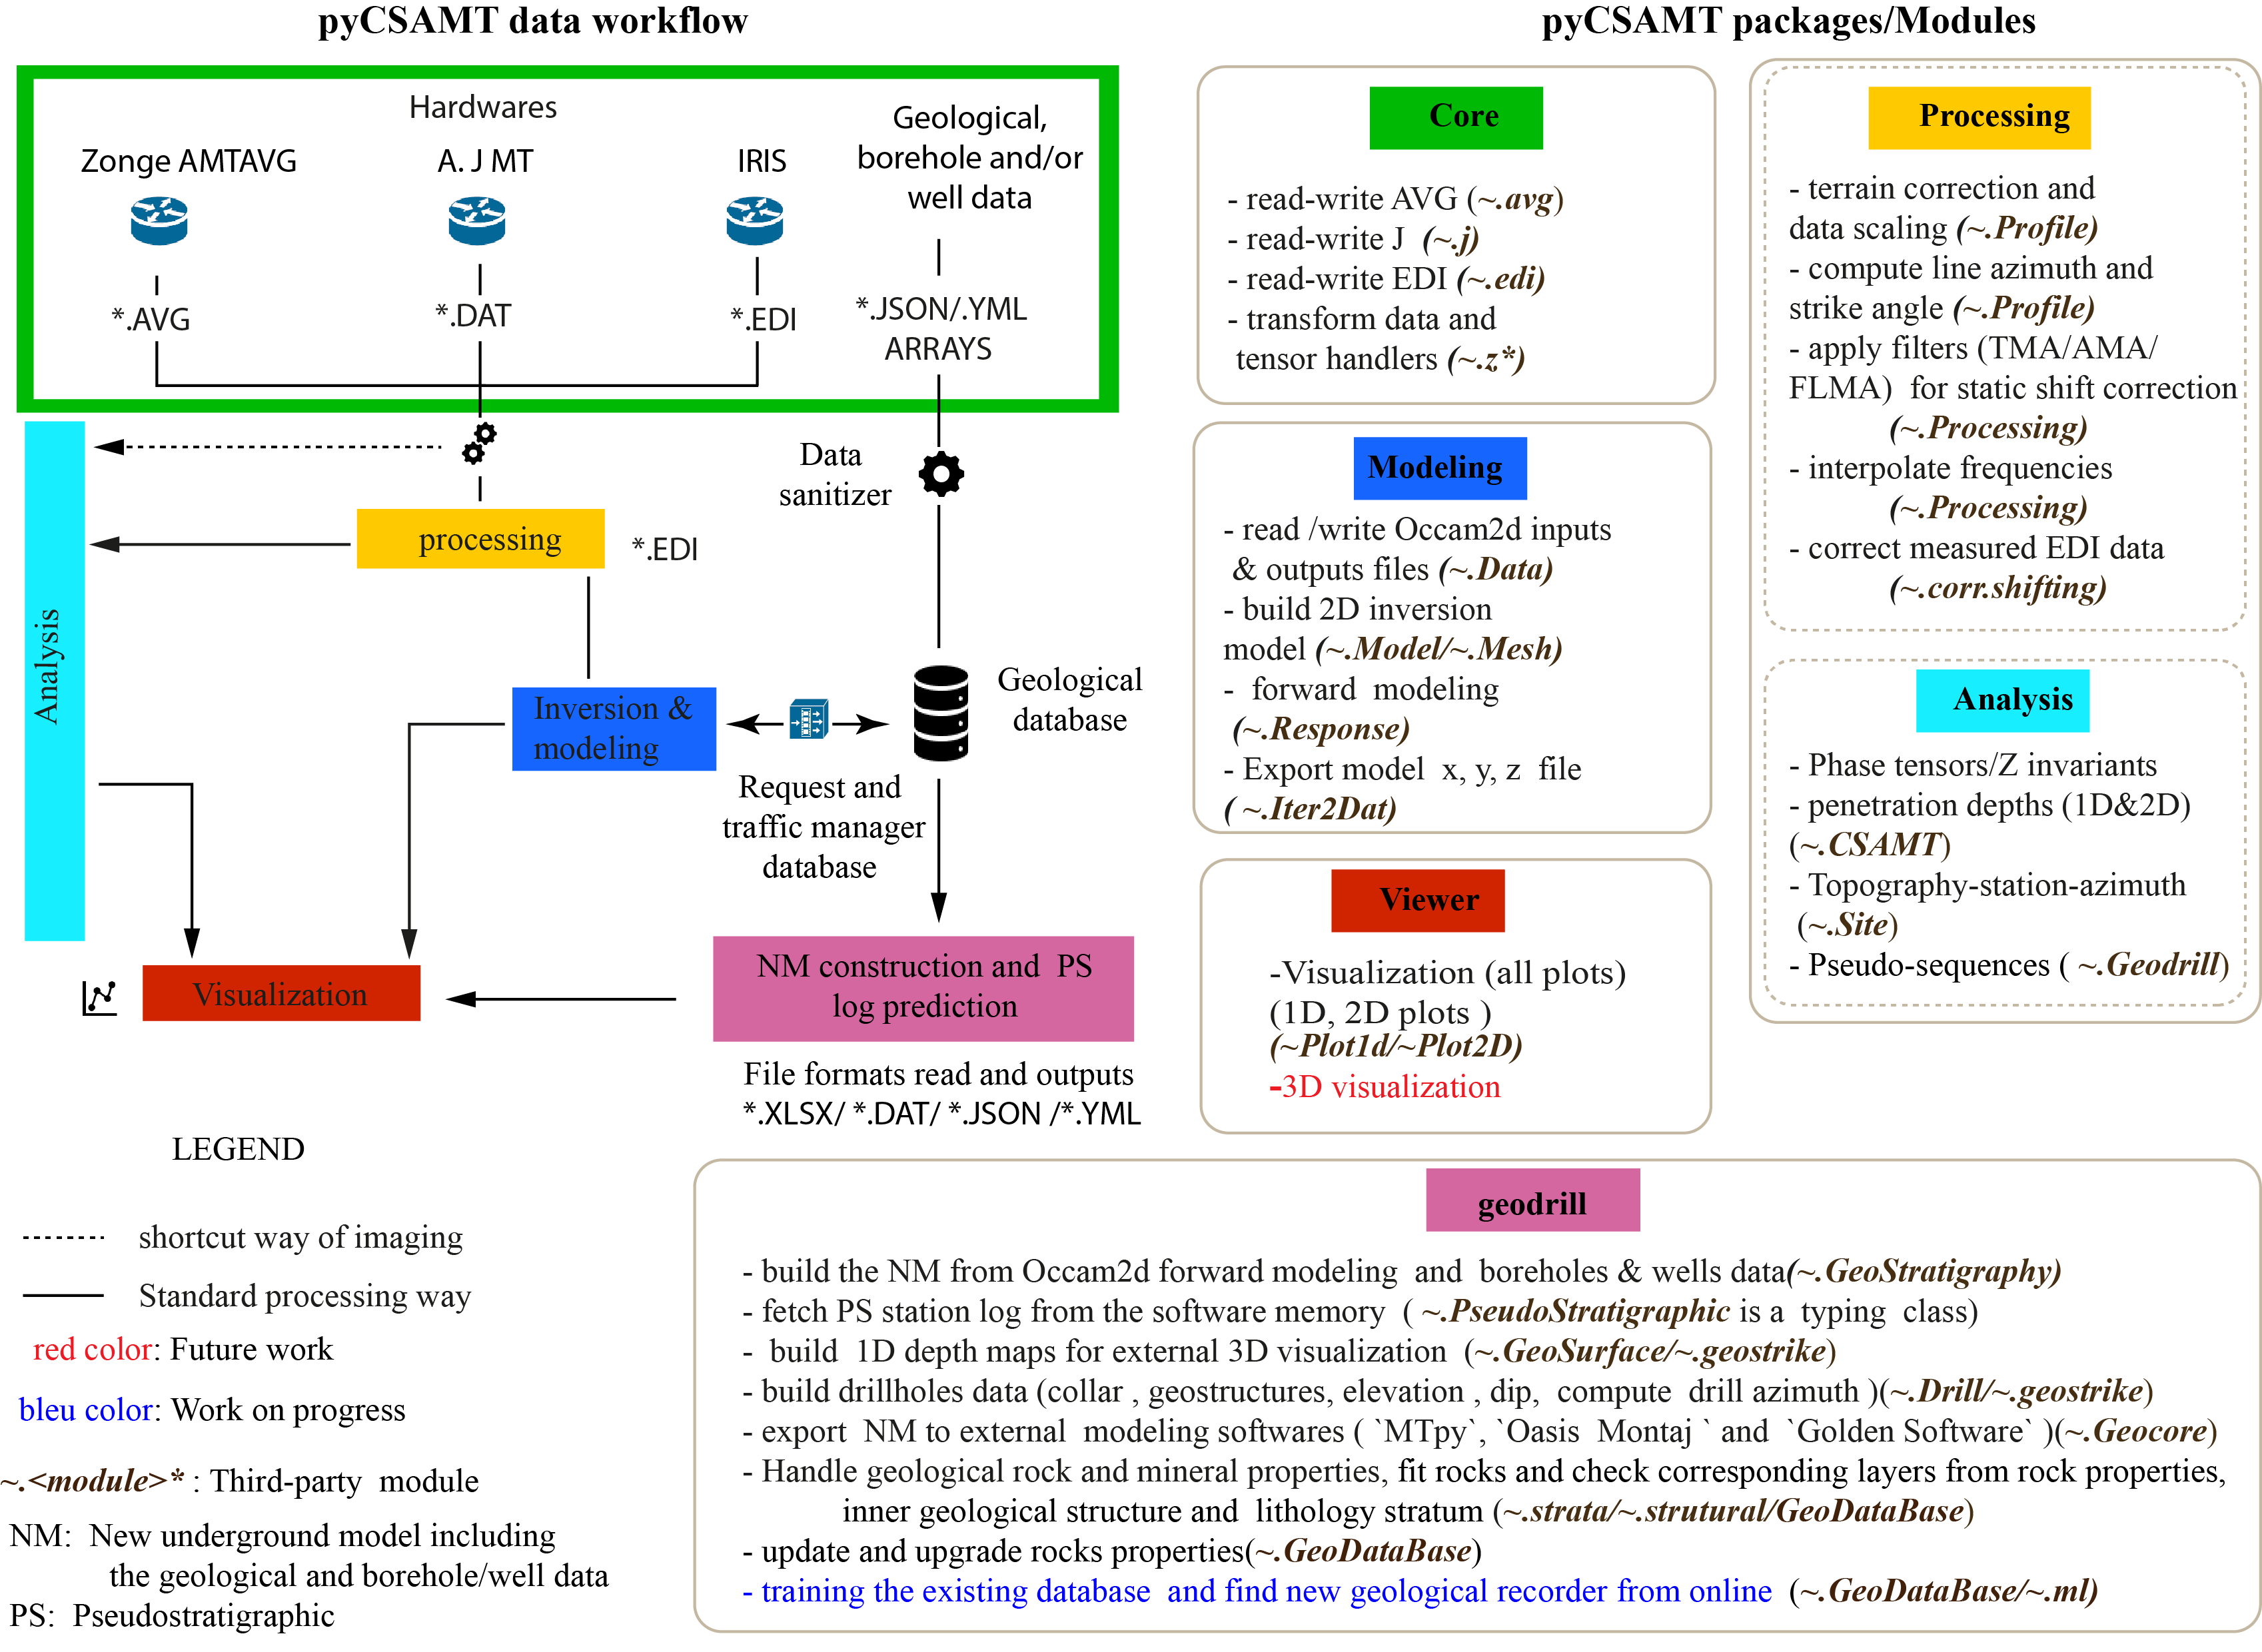 pyCSAMT data workflow
Hardwares
Zonge AMTAVG
A. J MT
IRIS
Geological,
borehole and/or
well data
*.AVG
*.DAT
*.EDI
*.JSON/.YML
ARRAYS
Data
sanitizer
Analysis
processing
*.EDI
Inversion &
modeling
Geological
database
Request and
traffic manager
database
Visualization
NM construction and PS
log prediction
File formats read and outputs
*.XLSX/ *.DAT/ *.JSON /*.YML
LEGEND
shortcut way of imaging
Standard processing way
red color: Future work
bleu color: Work on progress
~.<module>* : Third-party module
NM: New underground model including
the geological and borehole/well data
PS: Pseudostratigraphic
pyCSAMT packages/Modules
Core
- read-write AVG (~.avg)
- read-write J (~.j)
- read-write EDI (~.edi)
- transform data and
tensor handlers (~.z*)
Modeling
- read /write Occam2d inputs
& outputs files (~.Data)
- build 2D inversion
model (~.Model/~.Mesh)
- forward modeling
(~.Response)
- Export model x, y, z file
( ~.Iter2Dat)
Viewer
-Visualization (all plots)
(1D, 2D plots )
(~Plot1d/~Plot2D)
-3D visualization
Processing
- terrain correction and
data scaling (~.Profile)
- compute line azimuth and
strike angle (~.Profile)
- apply filters (TMA/AMA/
FLMA) for static shift correction
(~.Processing)
- interpolate frequencies
(~.Processing)
- correct measured EDI data
(~.corr.shifting)
Analysis
- Phase tensors/Z invariants
- penetration depths (1D&2D)
(~.CSAMT)
- Topography-station-azimuth
(~.Site)
- Pseudo-sequences ( ~.Geodrill)
geodrill
- build the NM from Occam2d forward modeling and boreholes & wells data(~.GeoStratigraphy)
- fetch PS station log from the software memory ( ~.PseudoStratigraphic is a typing class)
- build 1D depth maps for external 3D visualization (~.GeoSurface/~.geostrike)
- build drillholes data (collar , geostructures, elevation , dip, compute drill azimuth )(~.Drill/~.geostrike)
- export NM to external modeling softwares ( `MTpy`, `Oasis Montaj ` and `Golden Software` )(~.Geocore)
- Handle geological rock and mineral properties, fit rocks and check corresponding layers from rock properties,
inner geological structure and lithology stratum (~.strata/~.strutural/GeoDataBase)
- update and upgrade rocks properties(~.GeoDataBase)
- training the existing database and find new geological recorder from online (~.GeoDataBase/~.ml)